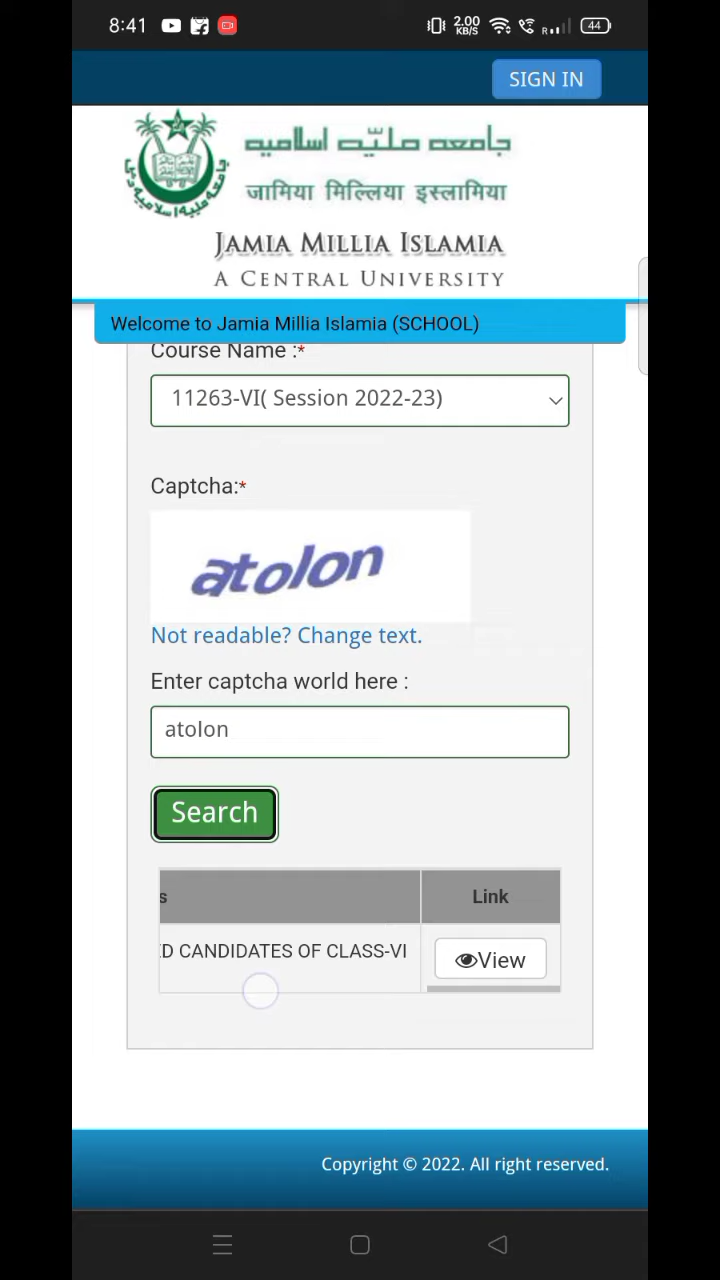 8:41 2.00 KB/S R 44
SIGN IN
جامعہ ملیّہ اسلامیہ
जामिया मिल्लिया इस्लामिया
JAMIA MILLIA ISLAMIA
A CENTRAL UNIVERSITY
Welcome to Jamia Millia Islamia (SCHOOL)
Course Name :*
11263-VI( Session 2022-23)
Captcha:*
atolon
Not readable? Change text.
Enter captcha world here :
atolon
Search
s Link
ED CANDIDATES OF CLASS-VI View
Copyright © 2022. All right reserved.